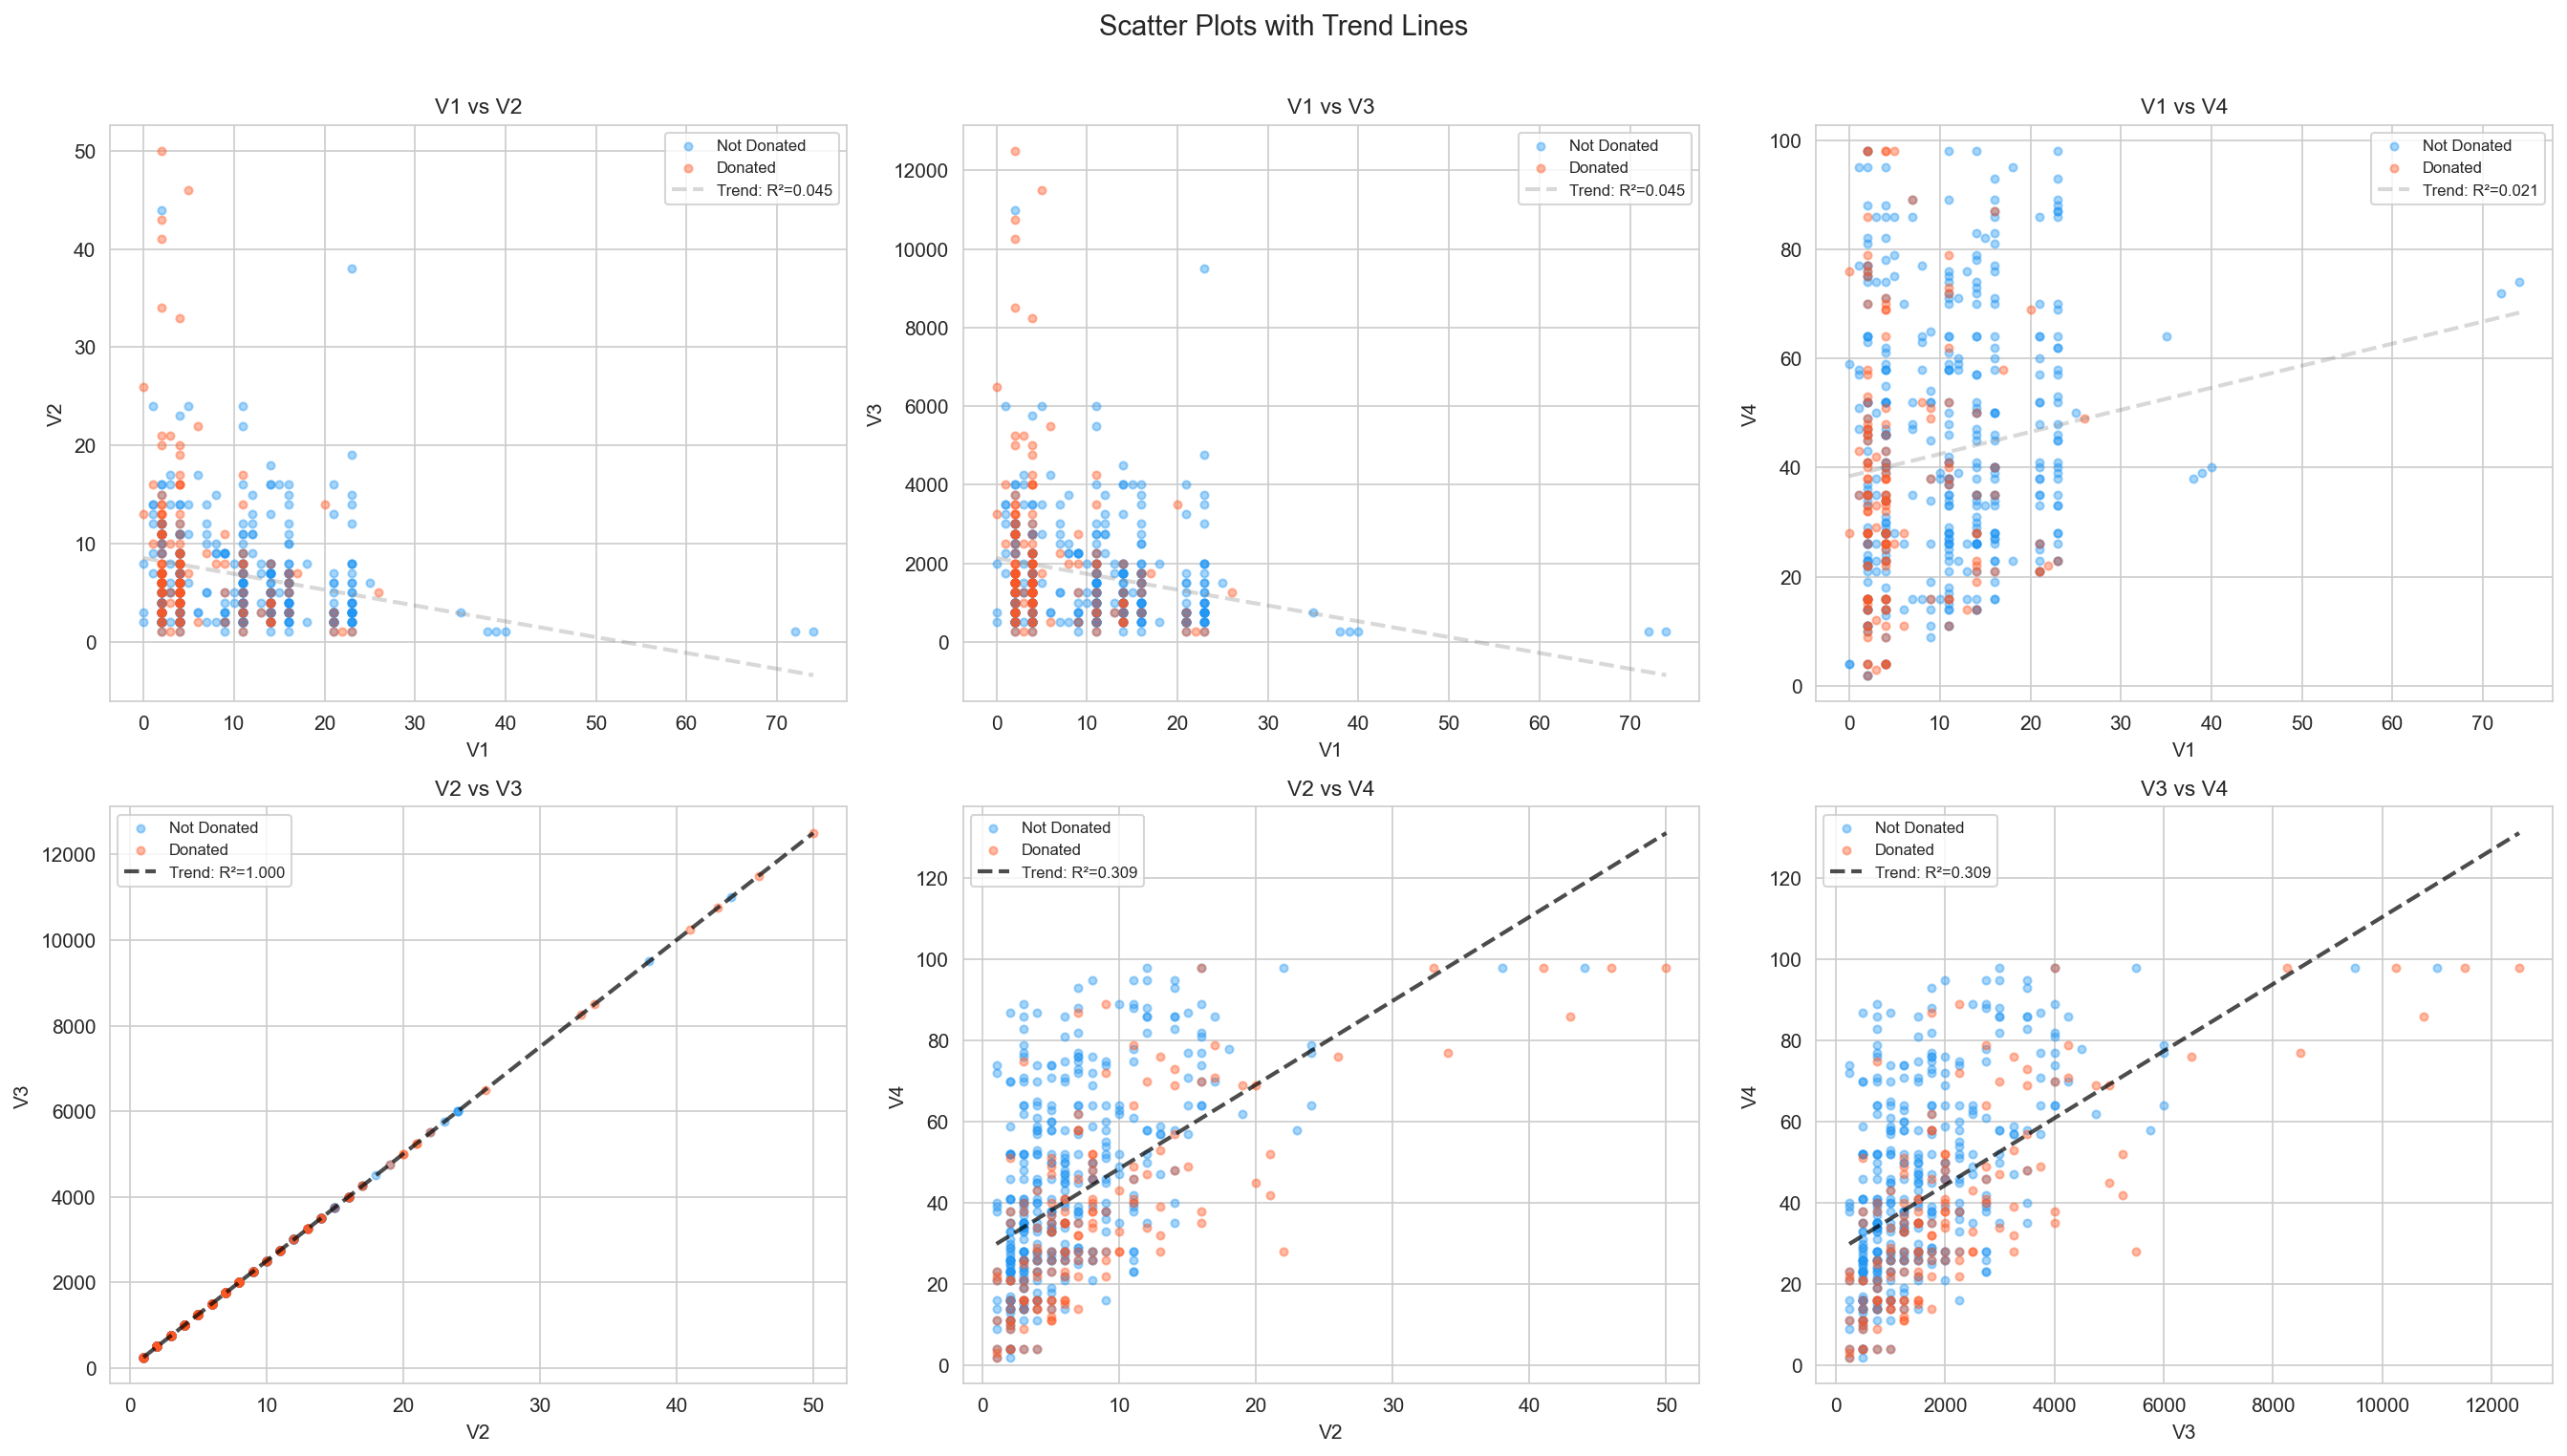 Scatter Plots with Trend Lines
V1 vs V2
50
40
30
20
10
0
V2
0 10 20 30 40 50 60 70
V1
Not Donated
Donated
Trend: R²=0.045
V1 vs V3
12000
10000
8000
6000
4000
2000
0
V3
0 10 20 30 40 50 60 70
V1
Not Donated
Donated
Trend: R²=0.045
V1 vs V4
100
80
60
40
20
0
V4
0 10 20 30 40 50 60 70
V1
Not Donated
Donated
Trend: R²=0.021
V2 vs V3
12000
10000
8000
6000
4000
2000
0
V3
0 10 20 30 40 50
V2
Not Donated
Donated
Trend: R²=1.000
V2 vs V4
120
100
80
60
40
20
0
V4
0 10 20 30 40 50
V2
Not Donated
Donated
Trend: R²=0.309
V3 vs V4
120
100
80
60
40
20
0
V4
0 2000 4000 6000 8000 10000 12000
V3
Not Donated
Donated
Trend: R²=0.309